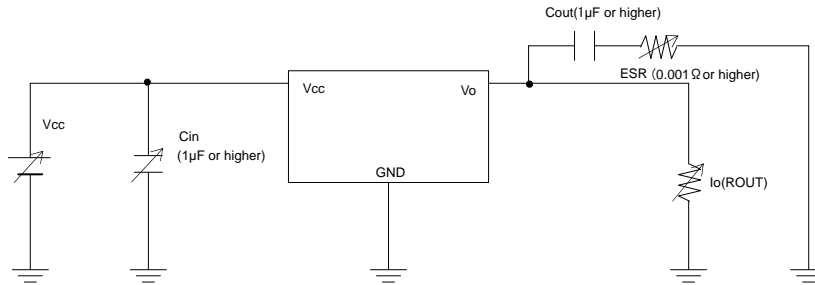 Cout(1µF or higher)
ESR (0.001Ω or higher)
Vcc
Vo
Vcc
Cin
(1µF or higher)
GND
Io(ROUT)